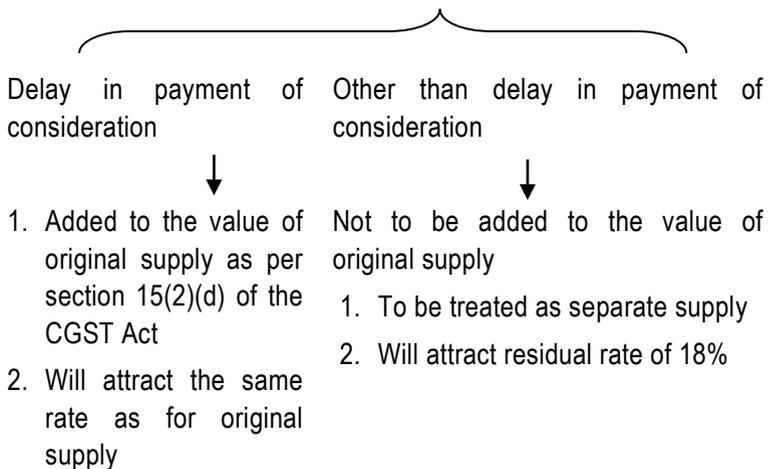 Delay in payment of
consideration
Other than delay in payment of
consideration
1. Added to the value of
original supply as per
section 15(2)(d) of the
CGST Act
2. Will attract the same
rate as for original
supply
Not to be added to the value of
original supply
1. To be treated as separate supply
2. Will attract residual rate of 18%